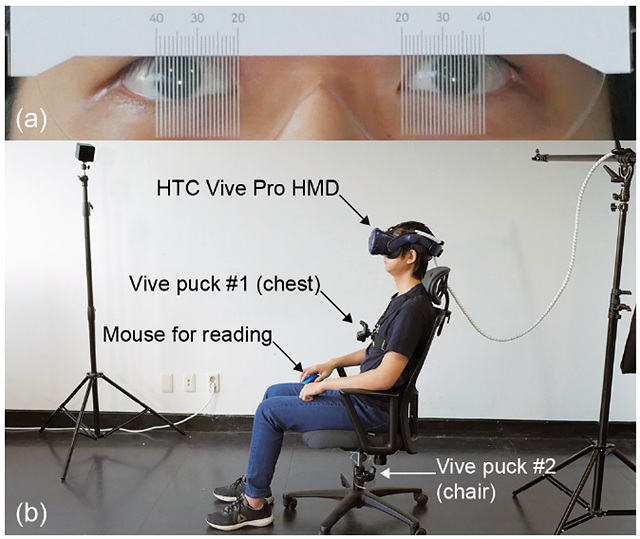 40 30 20
20 30 40
(a)
HTC Vive Pro HMD
Vive puck #1 (chest)
Mouse for reading
Vive puck #2
(chair)
(b)